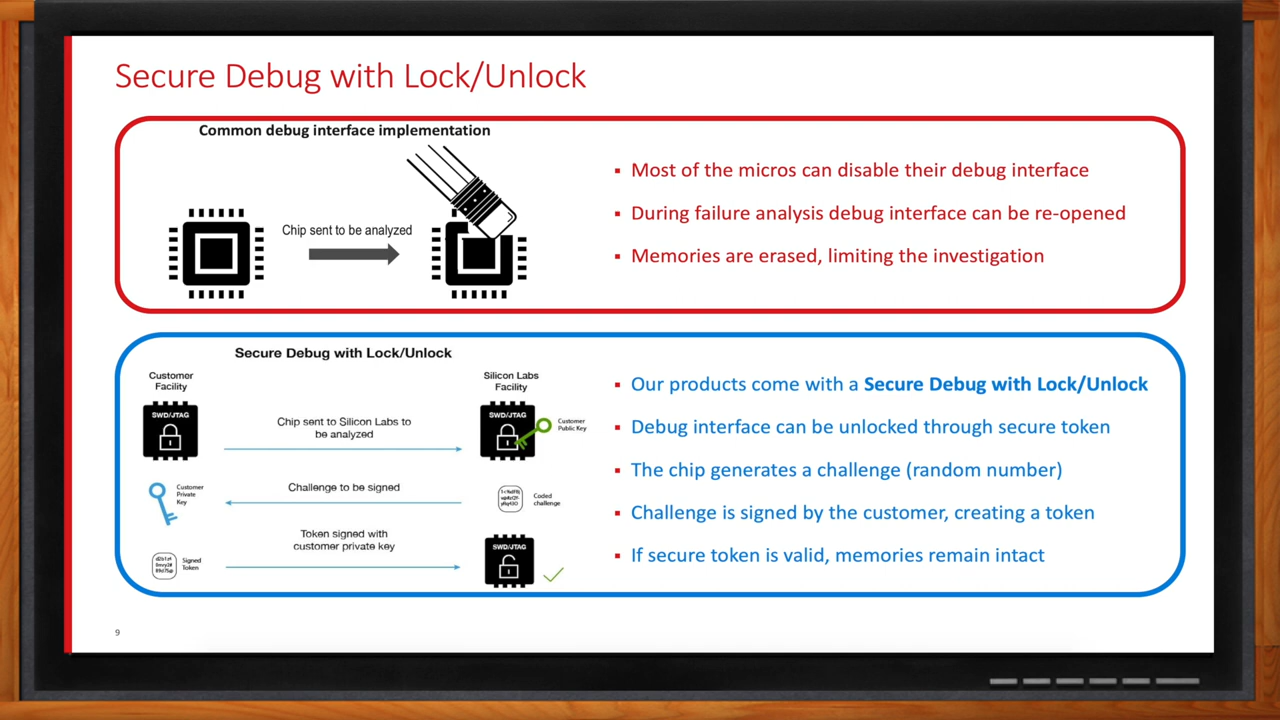 Secure Debug with Lock/Unlock
Common debug interface implementation
Chip sent to be analyzed
Most of the micros can disable their debug interface
During failure analysis debug interface can be re-opened
Memories are erased, limiting the investigation
Secure Debug with Lock/Unlock
Customer
Facility
Silicon Labs
Facility
SWD/JTAG
Chip sent to Silicon Labs to
be analyzed
SWD/JTAG
Customer
Public Key
Customer
Private
Key
Challenge to be signed
Coded
challenge
Token signed with
customer private key
Signed
Token
SWD/JTAG
Our products come with a Secure Debug with Lock/Unlock
Debug interface can be unlocked through secure token
The chip generates a challenge (random number)
Challenge is signed by the customer, creating a token
If secure token is valid, memories remain intact
9